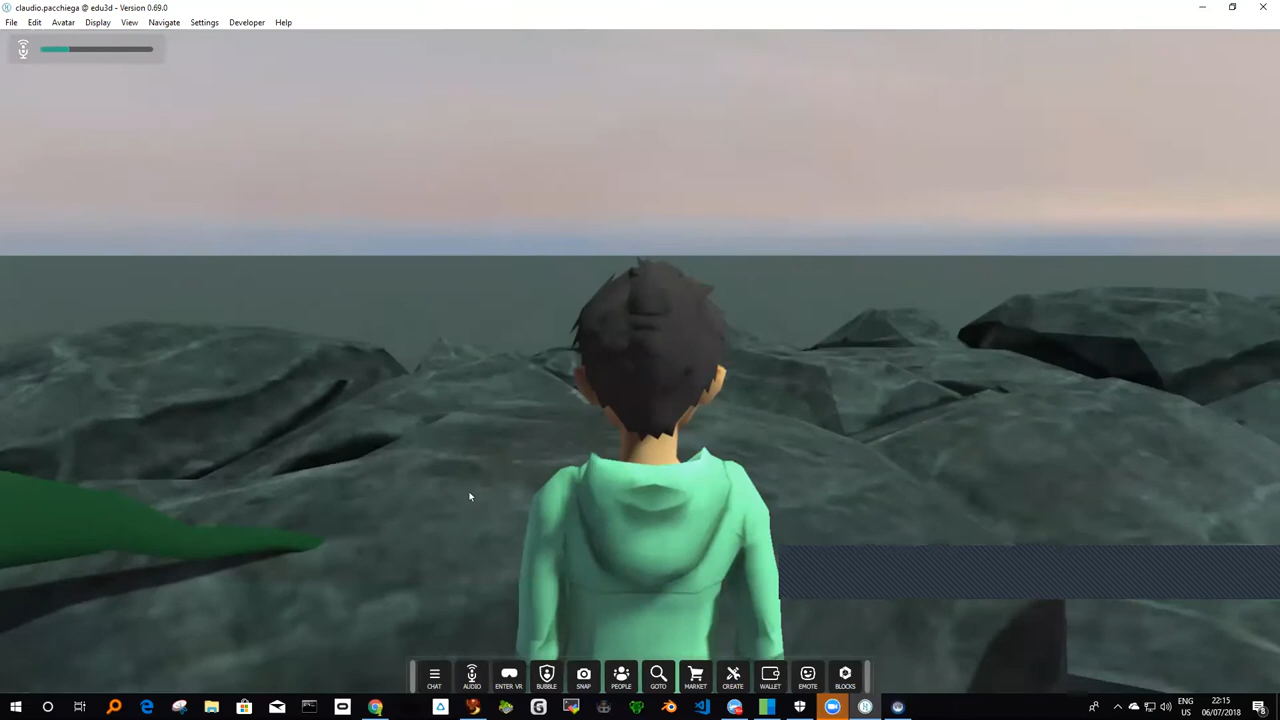 claudio.pacchiega @ edu3d - Version 0.69.0
File Edit Avatar Display View Navigate Settings Developer Help
CHAT AUDIO ENTER VR BUBBLE SNAP PEOPLE GOTO MARKET CREATE WALLET EMOTE BLOCKS
ENG 22:15
US 06/07/2018